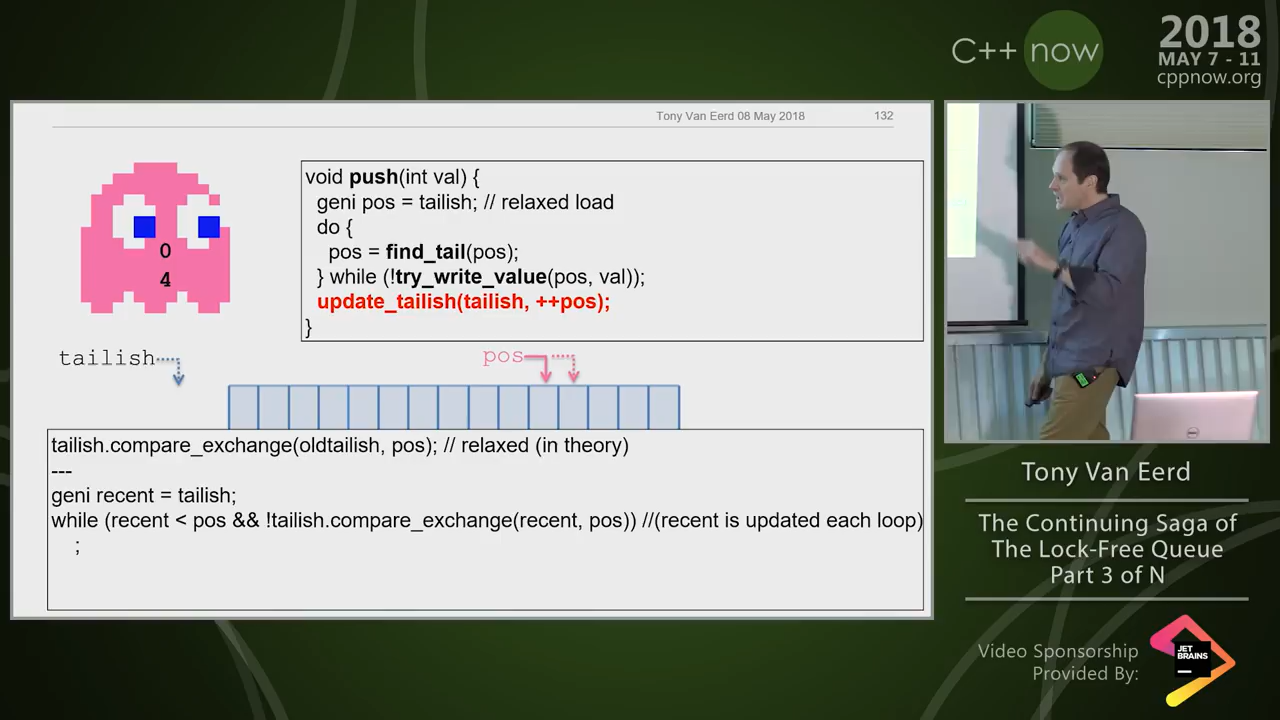 C++ now
2018
MAY 7 - 11
cppnow.org
Tony Van Eerd 08 May 2018
132
0
4
void push(int val) {
geni pos = tailish; // relaxed load
do {
pos = find_tail(pos);
} while (!try_write_value(pos, val));
update_tailish(tailish, ++pos);
}
tailish
pos
tailish.compare_exchange(oldtailish, pos); // relaxed (in theory)
---
geni recent = tailish;
while (recent < pos && !tailish.compare_exchange(recent, pos)) //(recent is updated each loop)
;
Tony Van Eerd
The Continuing Saga of
The Lock-Free Queue
Part 3 of N
Video Sponsorship
Provided By:
JET
BRAINS
DELL